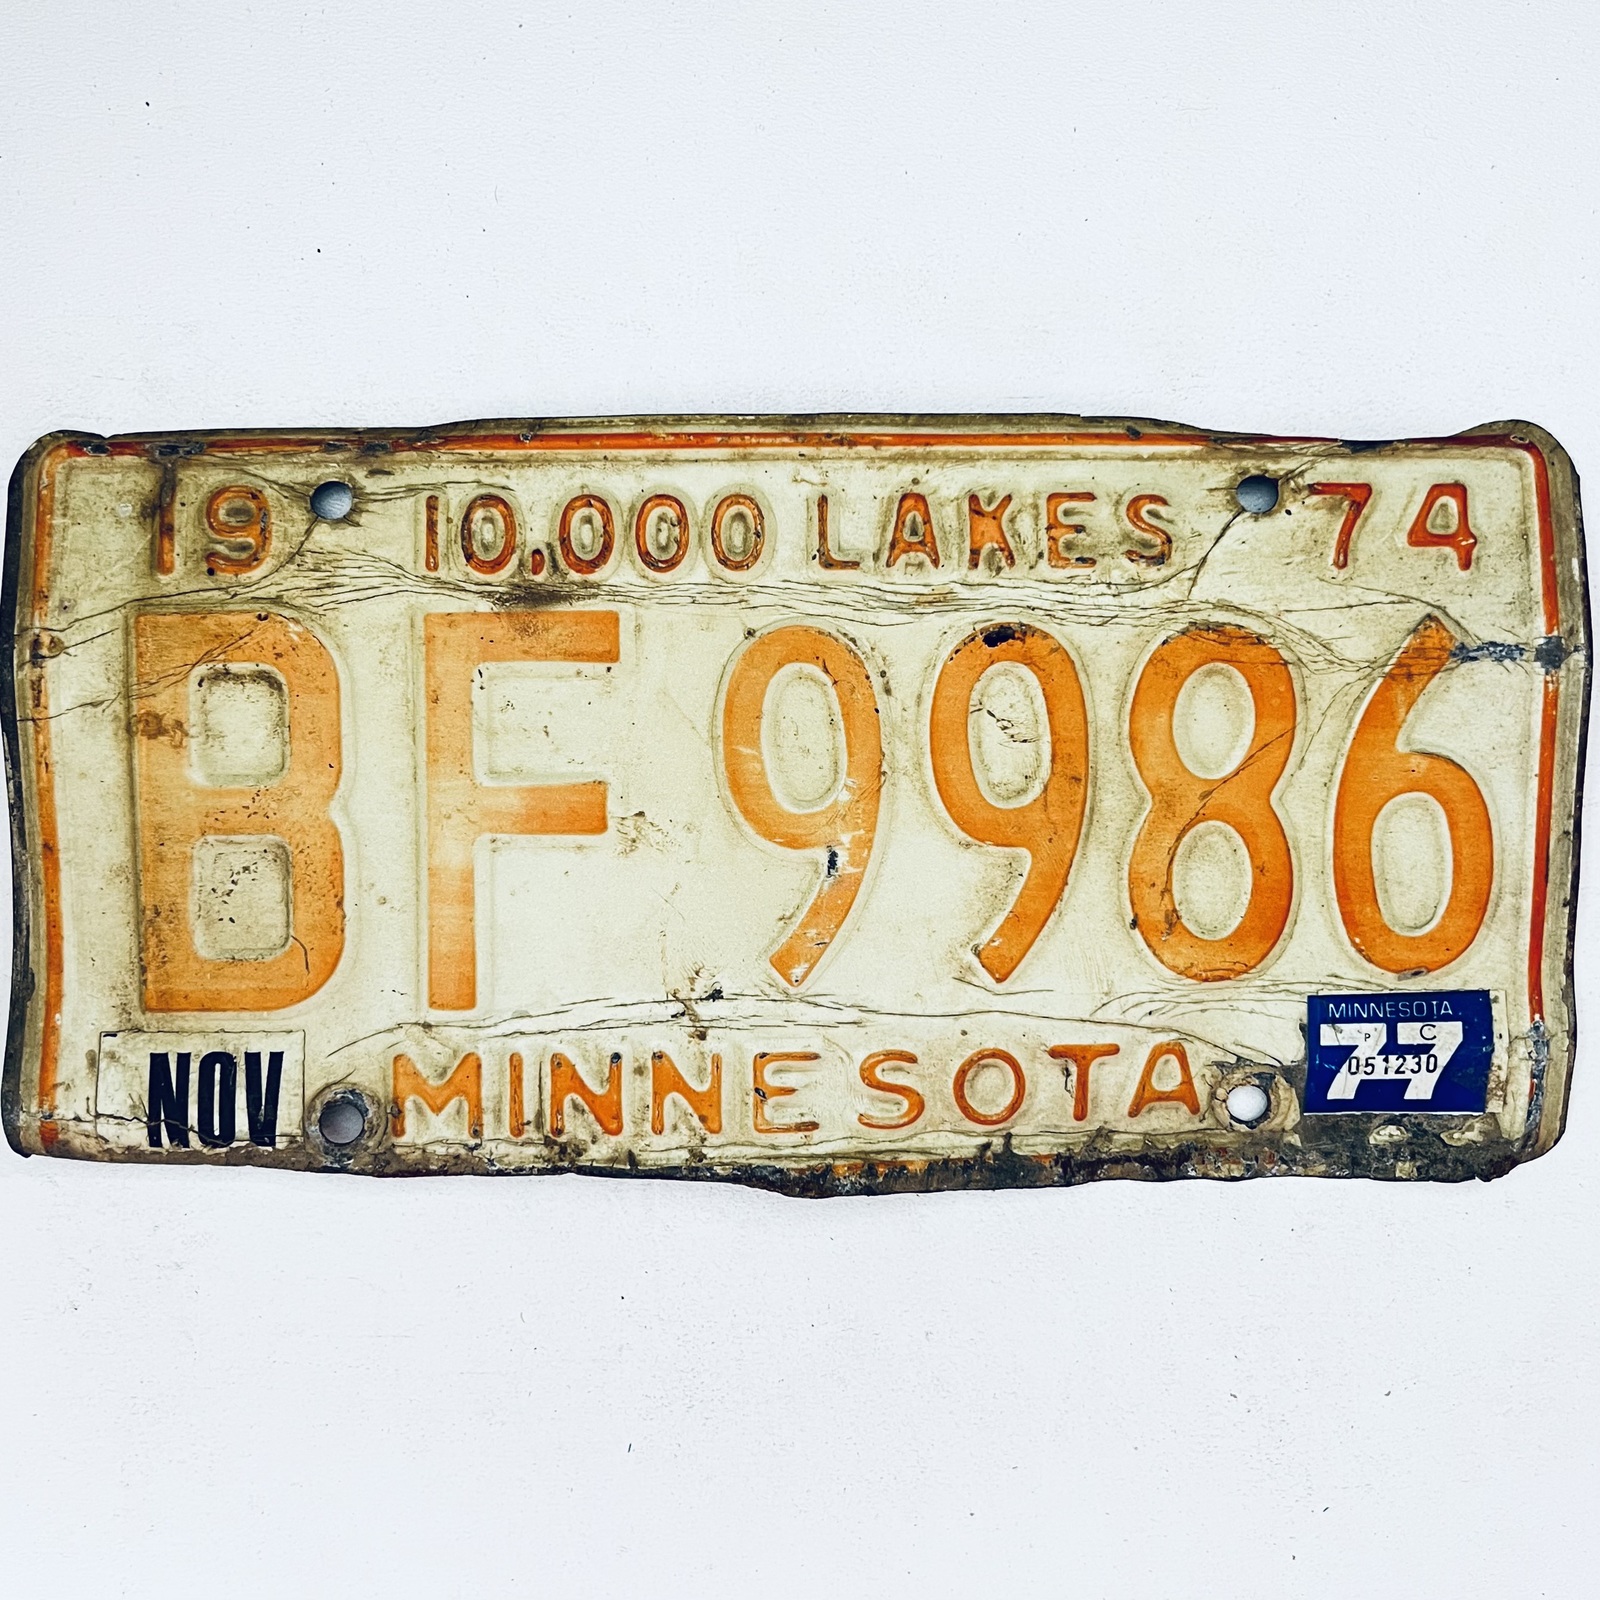 19 10,000 LAKES 74
BF 9986
NOV MINNESOTA
MINNESOTA
P C
77
051230